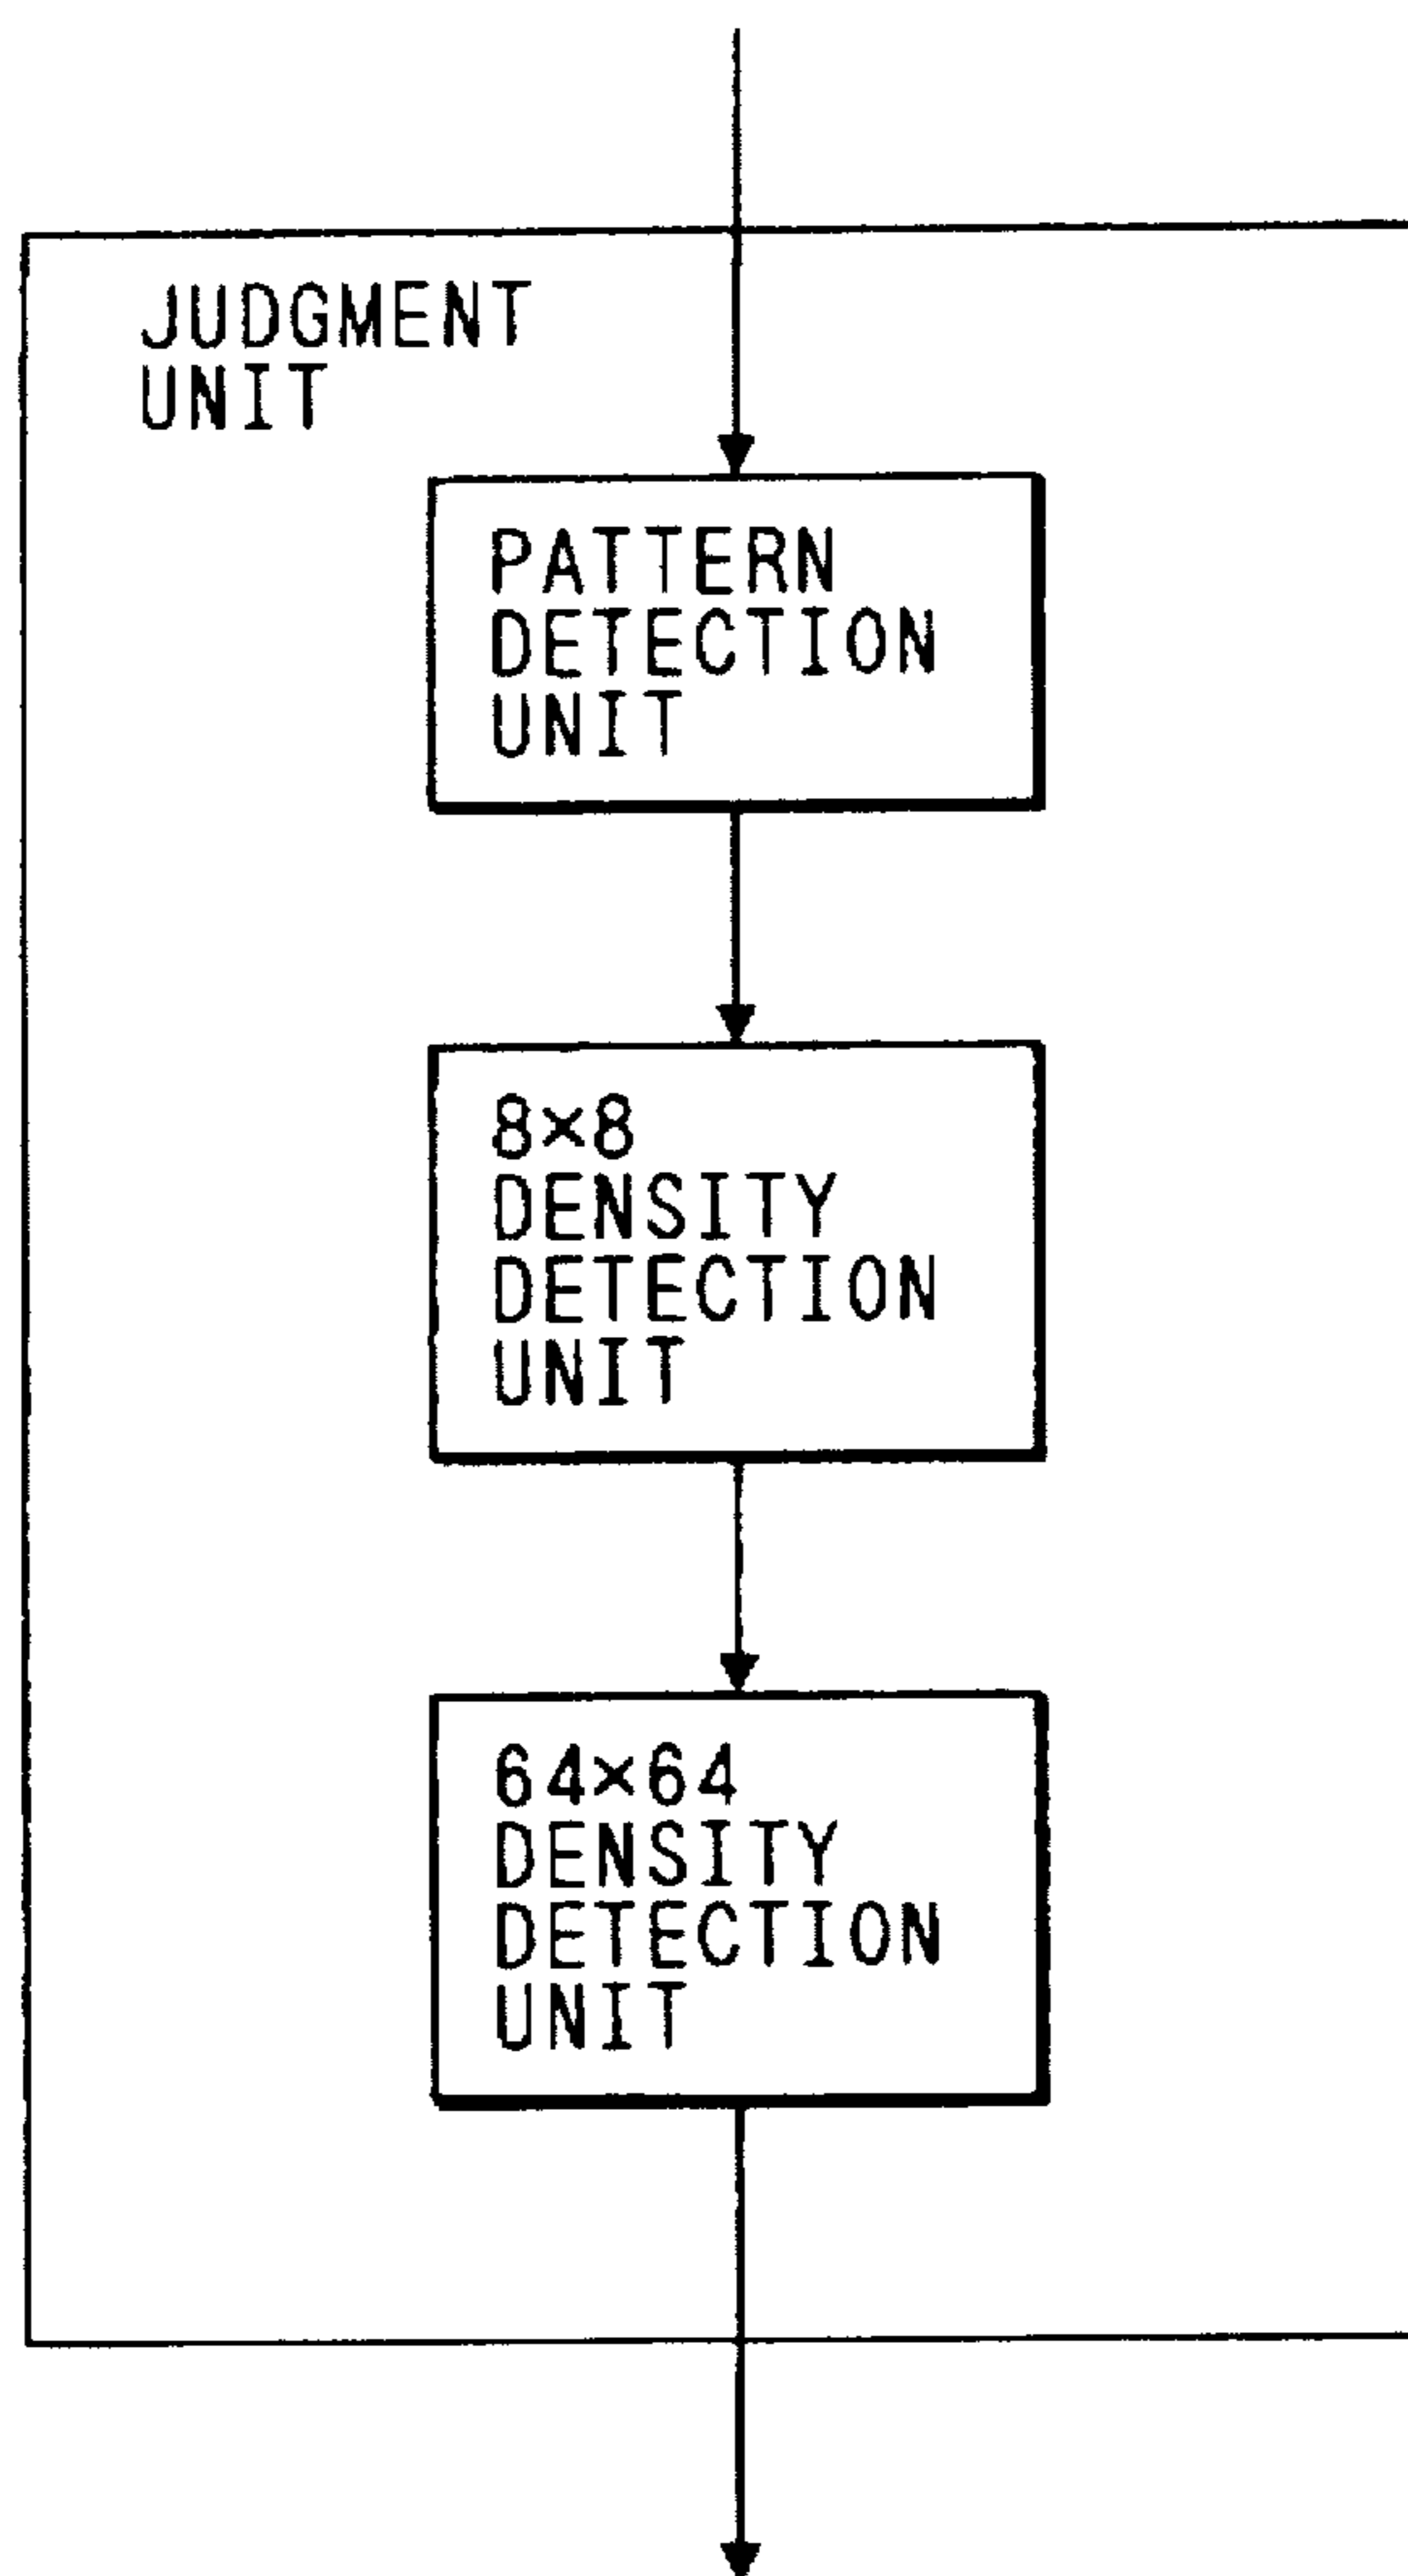 JUDGMENT
UNIT
PATTERN
DETECTION
UNIT
8×8
DENSITY
DETECTION
UNIT
64×64
DENSITY
DETECTION
UNIT